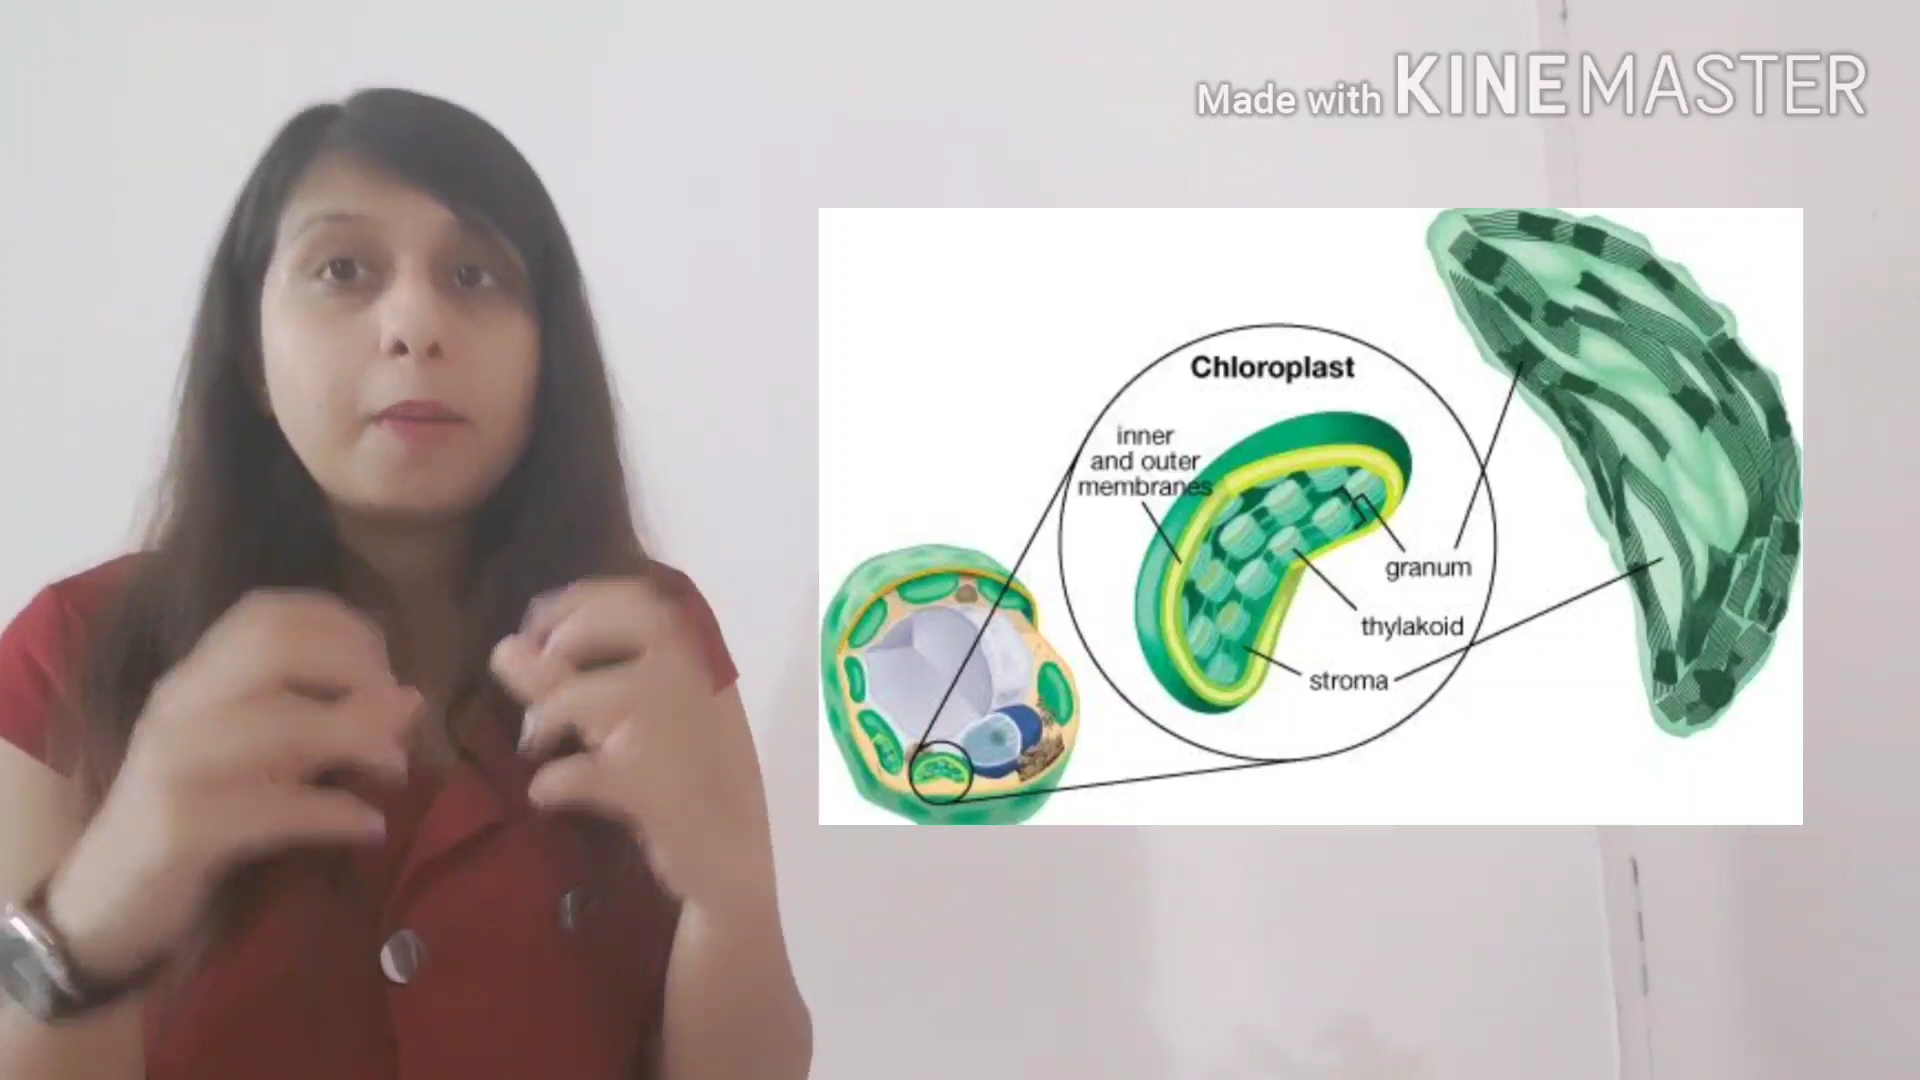 Made with KINEMASTER
Chloroplast
inner
and outer
membranes
granum
thylakoid
stroma